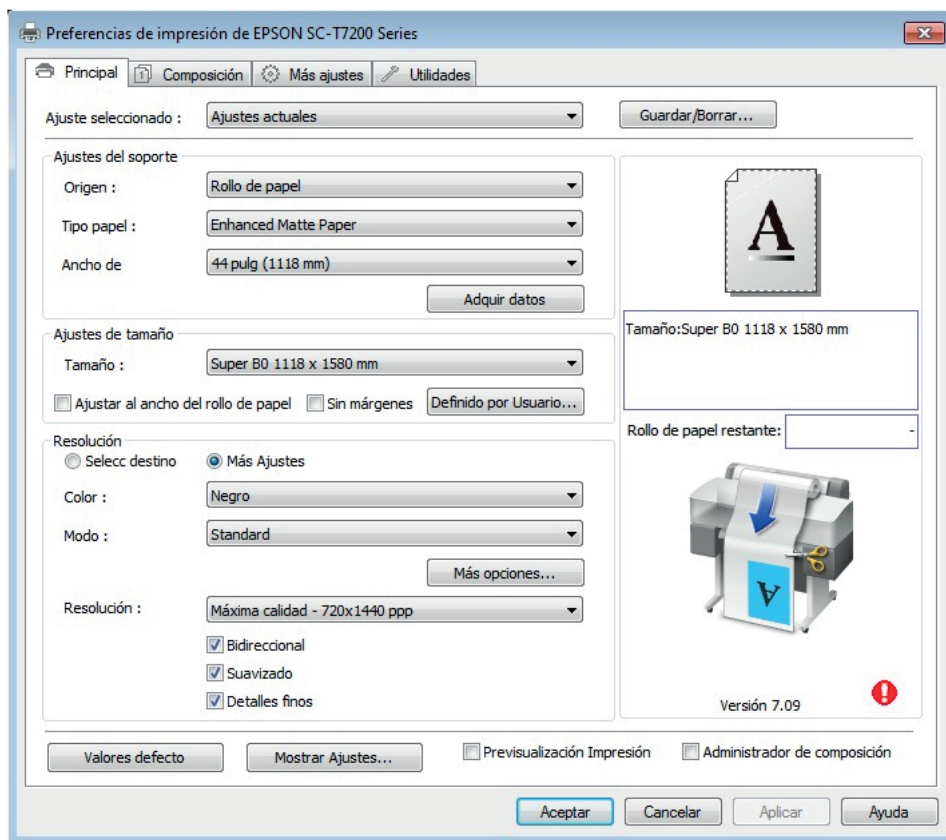 Preferencias de impresión de EPSON SC-T7200 Series
Principal Composición Más ajustes Utilidades
Ajuste seleccionado : Ajustes actuales Guardar/Borrar...
Ajustes del soporte
Origen : Rollo de papel
Tipo papel : Enhanced Matte Paper
Ancho de 44 pulg (1118 mm)
Adquir datos
Ajustes de tamaño
Tamaño : Super B0 1118 x 1580 mm
Ajustar al ancho del rollo de papel Sin márgenes Definido por Usuario...
Resolución
Selecc destino Más Ajustes
Color : Negro
Modo : Standard
Más opciones...
Resolución : Máxima calidad - 720x1440 ppp
Bidireccional
Suavizado
Detalles finos
A
Tamaño:Super B0 1118 x 1580 mm
Rollo de papel restante: -
A
Versión 7.09
Valores defecto Mostrar Ajustes... Previsualización Impresión Administrador de composición
Aceptar Cancelar Aplicar Ayuda